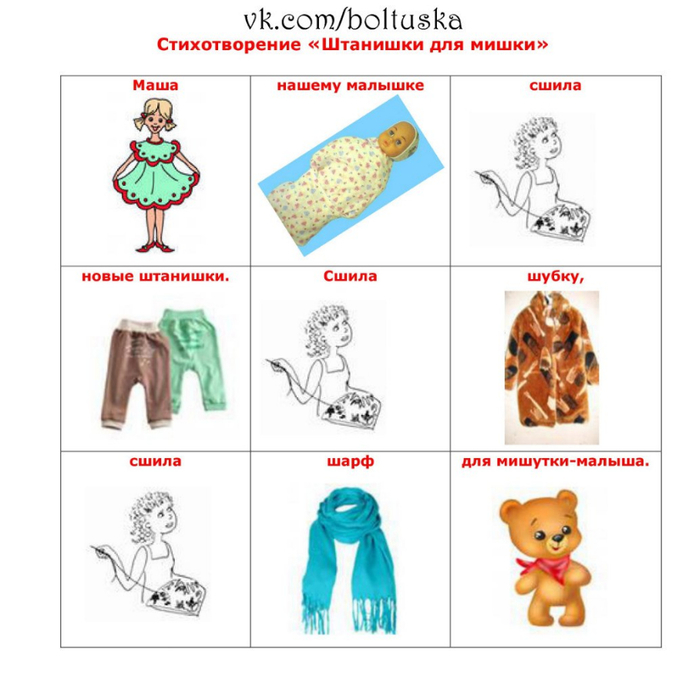 vk.com/boltuska
Стихотворение «Штанишки для мишки»
Маша
нашему малышке
сшила
новые штанишки.
Сшила
шубку,
сшила
шарф
для мишутки-малыша.